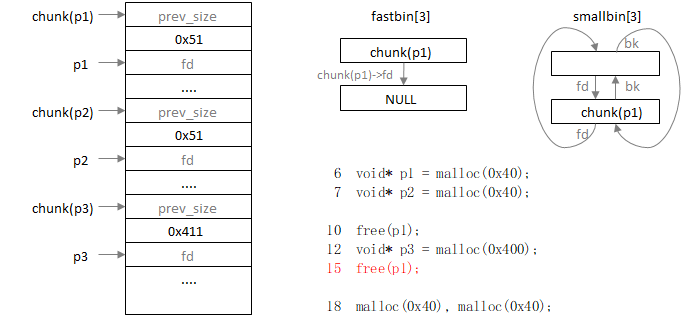 chunk(p1)
prev_size
0x51
p1
fd
....
chunk(p2)
prev_size
0x51
p2
fd
....
chunk(p3)
prev_size
0x411
p3
fd
....
fastbin[3]
chunk(p1)
chunk(p1)->fd
NULL
smallbin[3]
bk
fd
bk
chunk(p1)
fd
6 void* p1 = malloc(0x40);
7 void* p2 = malloc(0x40);
10 free(p1);
12 void* p3 = malloc(0x400);
15 free(p1);
18 malloc(0x40), malloc(0x40);